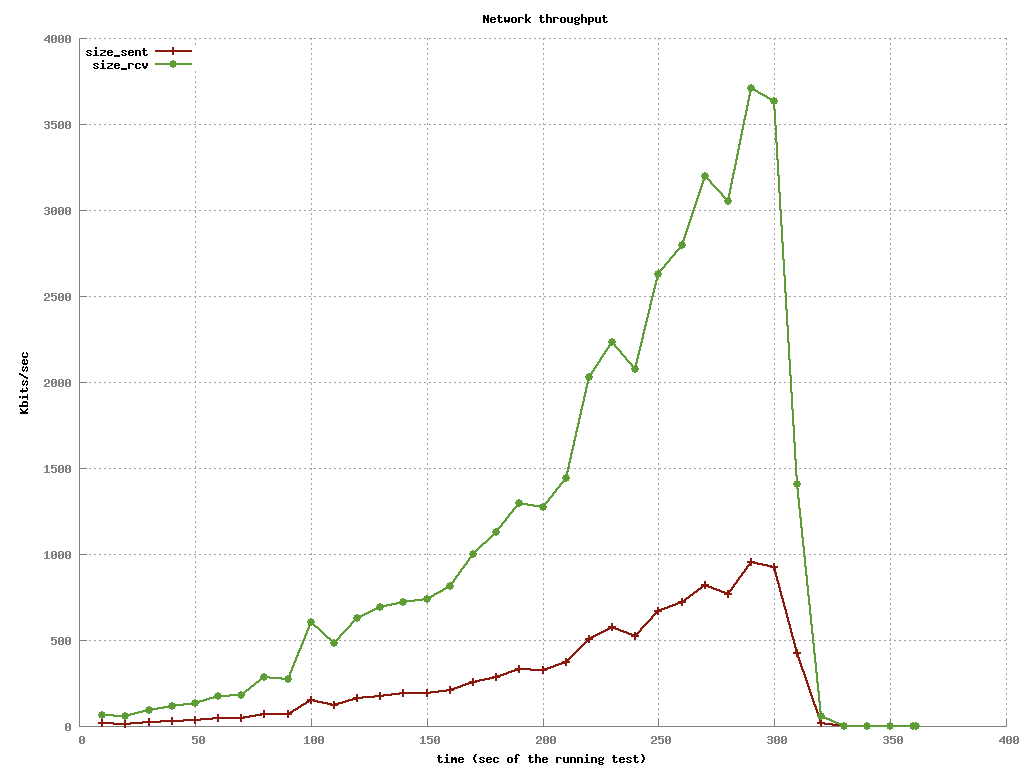 Network throughput
size_sent
size_rcv
4000
3500
3000
2500
2000
1500
1000
500
0
Kbits/sec
0 50 100 150 200 250 300 350 400
time (sec of the running test)